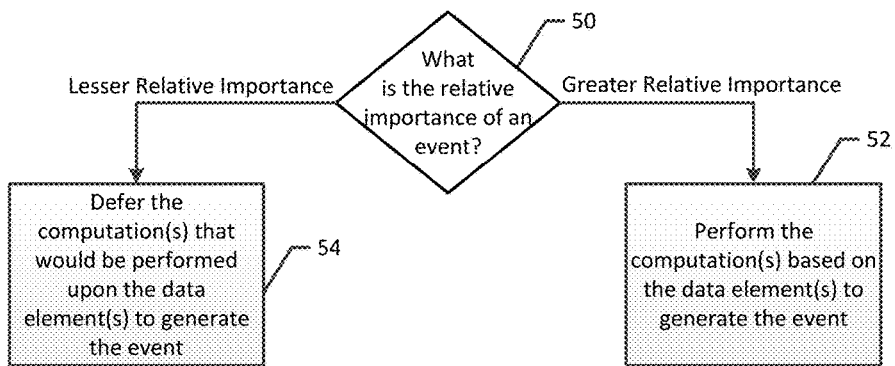 50
What
is the relative
importance of an
event?
Lesser Relative Importance
Greater Relative Importance
52
Defer the
computation(s) that
would be performed
upon the data
element(s) to generate
the event
54
Perform the
computation(s) based on
the data element(s) to
generate the event